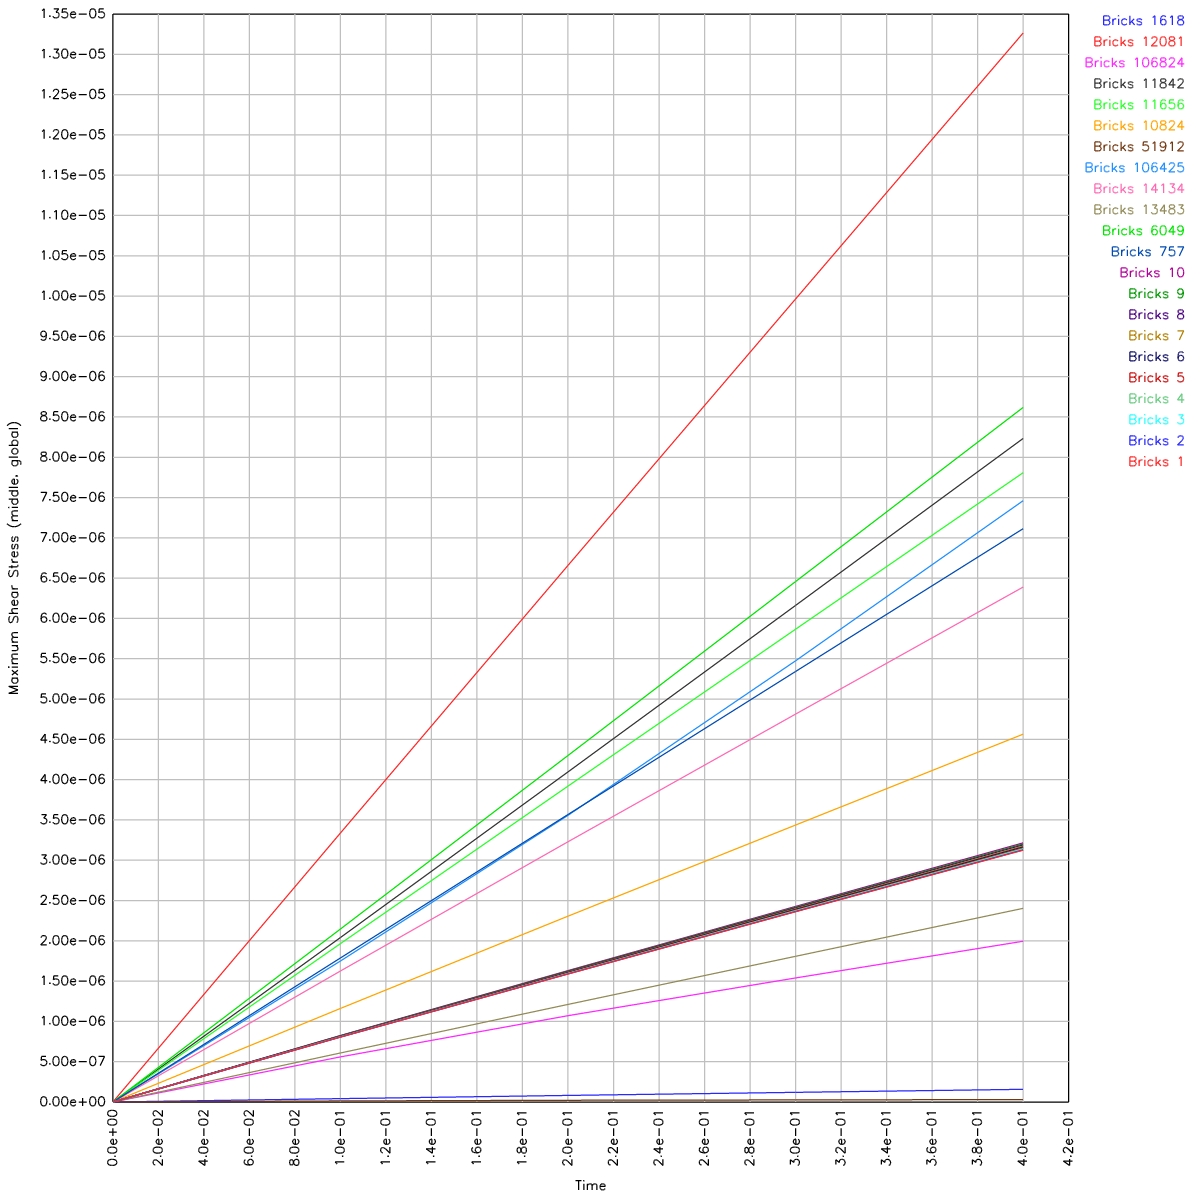 1.35e-05
1.30e-05
1.25e-05
1.20e-05
1.15e-05
1.10e-05
1.05e-05
1.00e-05
9.50e-06
9.00e-06
8.50e-06
8.00e-06
7.50e-06
7.00e-06
6.50e-06
6.00e-06
5.50e-06
5.00e-06
4.50e-06
4.00e-06
3.50e-06
3.00e-06
2.50e-06
2.00e-06
1.50e-06
1.00e-06
5.00e-07
0.00e+00
Maximum Shear Stress (middle, global)
0.0e+00
2.0e-02
4.0e-02
6.0e-02
8.0e-02
1.0e-01
1.2e-01
1.4e-01
1.6e-01
1.8e-01
2.0e-01
2.2e-01
2.4e-01
2.6e-01
2.8e-01
3.0e-01
3.2e-01
3.4e-01
3.6e-01
3.8e-01
4.0e-01
4.2e-01
Time
Bricks 1618
Bricks 12081
Bricks 106824
Bricks 11842
Bricks 11656
Bricks 10824
Bricks 51912
Bricks 106425
Bricks 14134
Bricks 13483
Bricks 6049
Bricks 757
Bricks 10
Bricks 9
Bricks 8
Bricks 7
Bricks 6
Bricks 5
Bricks 4
Bricks 3
Bricks 2
Bricks 1